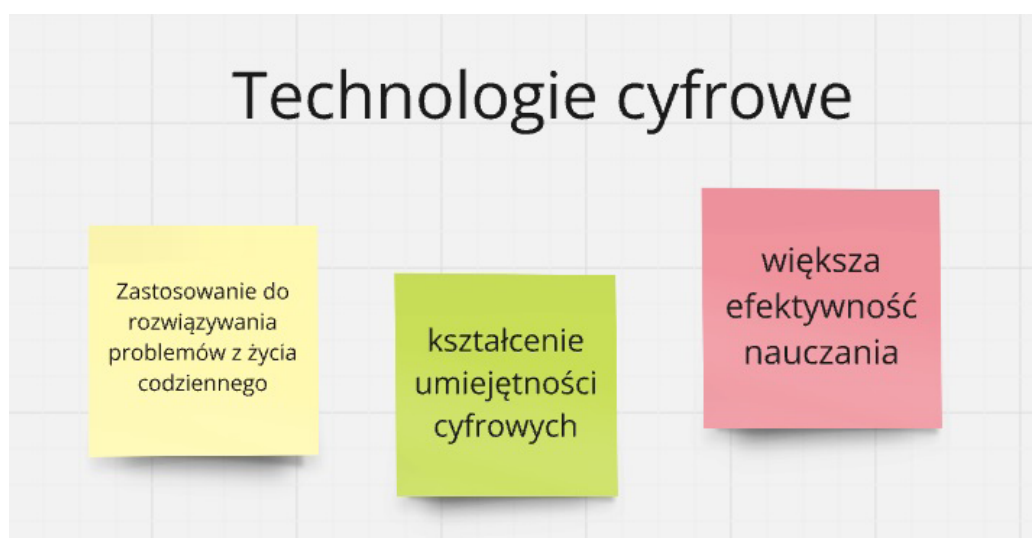 Technologie cyfrowe
Zastosowanie do
rozwiązywania
problemów z życia
codziennego
kształcenie
umiejętności
cyfrowych
większa
efektywność
nauczania